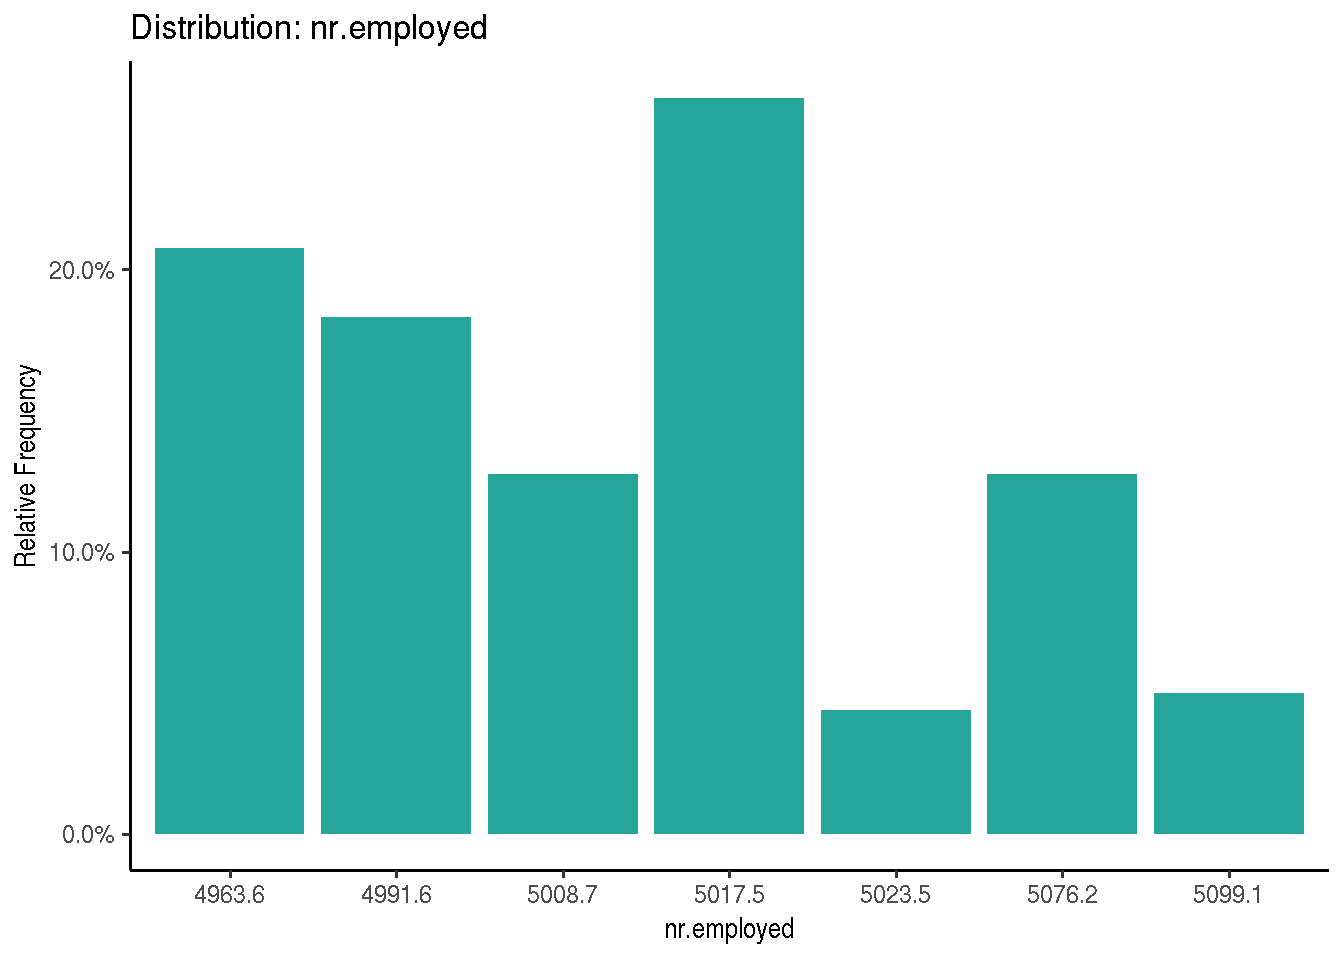 Distribution: nr.employed
Relative Frequency
20.0%
10.0%
0.0%
4963.6 4991.6 5008.7 5017.5 5023.5 5076.2 5099.1
nr.employed